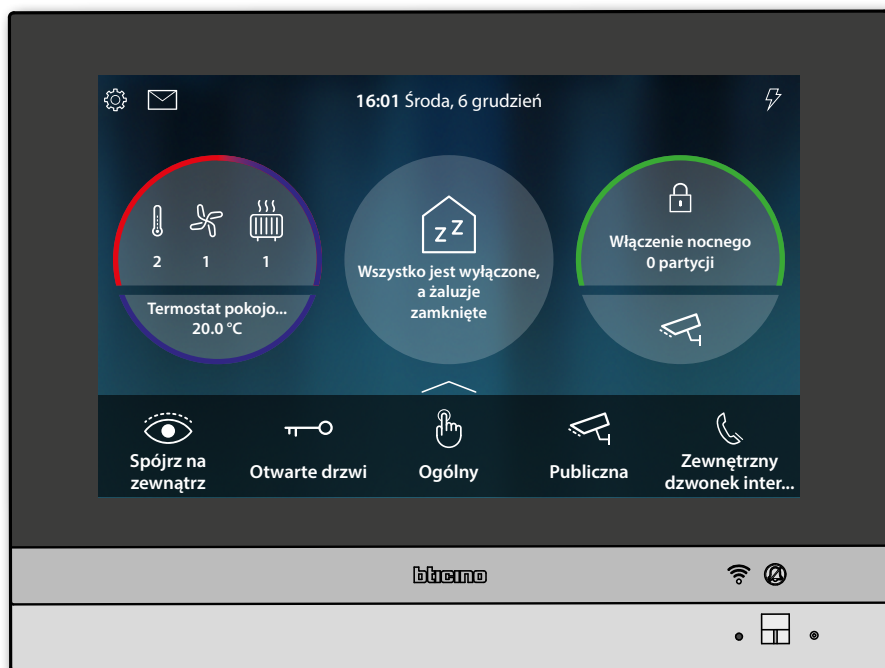 16:01 Środa, 6 grudzień
2 1 1
Termostat pokojo...
20.0 °C
zz
Wszystko jest wyłączone,
a żaluzje
zamknięte
Włączenie nocnego
0 partycji
Spójrz na
zewnątrz
Otwarte drzwi
Ogólny
Publiczna
Zewnętrzny
dzwonek inter...
bticino